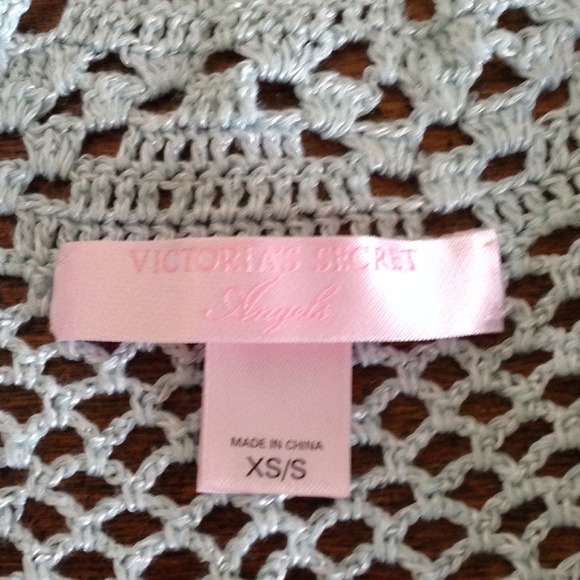 VICTORIA'S SECRET
Angels
MADE IN CHINA
XS/S